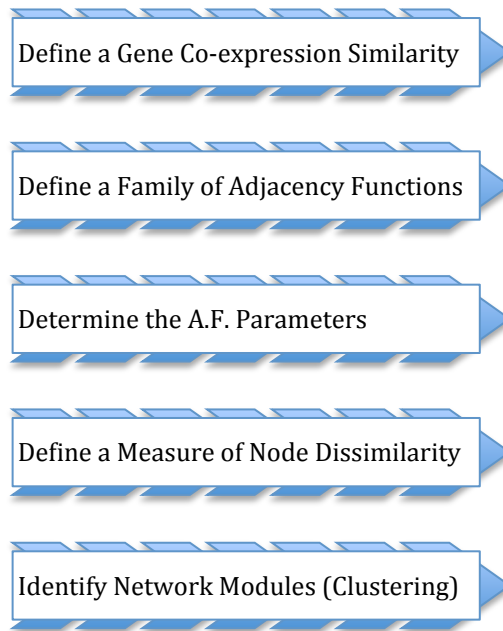 Define a Gene Co-expression Similarity
Define a Family of Adjacency Functions
Determine the A.F. Parameters
Define a Measure of Node Dissimilarity
Identify Network Modules (Clustering)